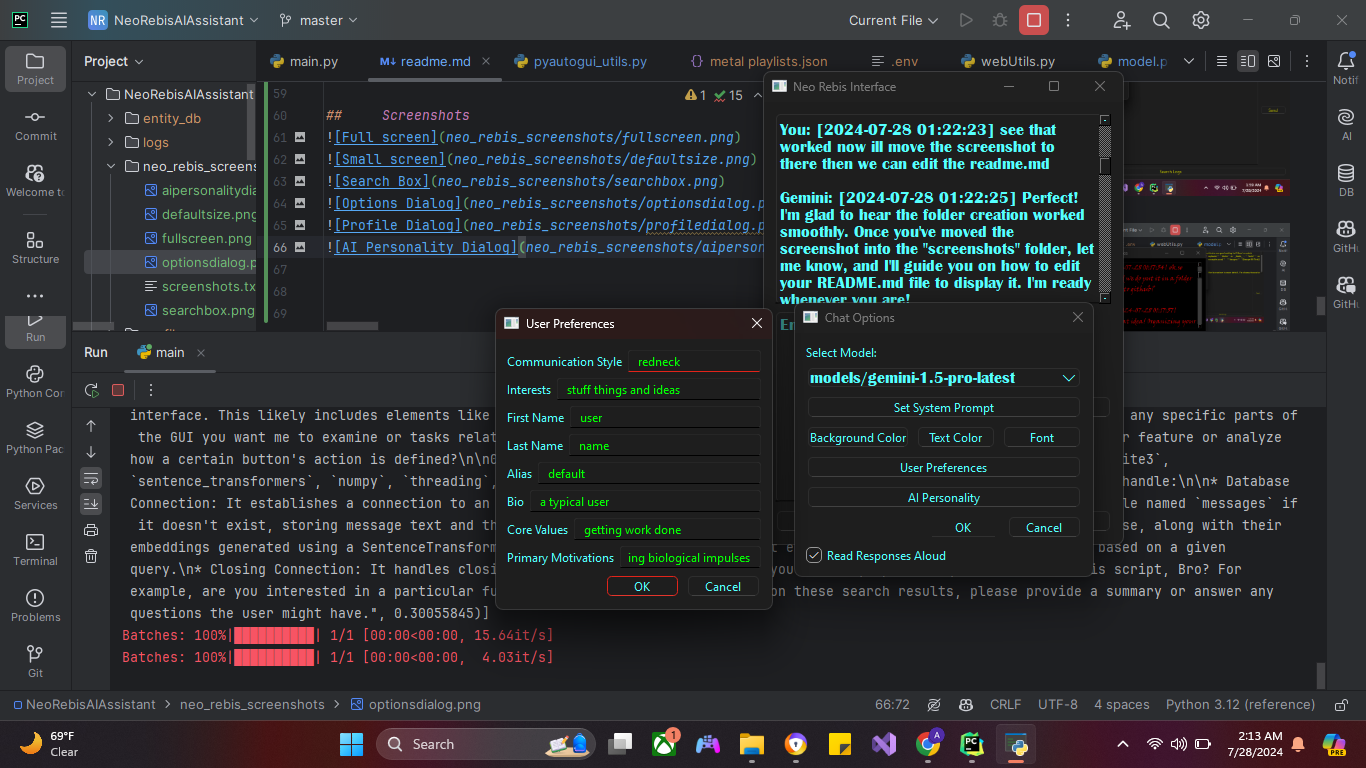 PC
NR NeoRebisAIAssistant
master
Current File
Project
main.py
readme.md
pyautogui_utils.py
metal playlists.json
.env
webUtils.py
model.p
Project
Commit
Welcome to
Structure
Run
Python Con
Python Pac
Services
Terminal
Problems
Git
NeoRebisAIAssistant
entity_db
logs
neo_rebis_screens
aipersonalitydia
defaultsize.png
fullscreen.png
optionsdialog.p
screenshots.tx
searchbox.png
1 15
59
60 ## Screenshots
61 ![Full screen](neo_rebis_screenshots/fullscreen.png)
62 ![Small screen](neo_rebis_screenshots/defaultsize.png)
63 ![Search Box](neo_rebis_screenshots/searchbox.png)
64 ![Options Dialog](neo_rebis_screenshots/optionsdialog.p
65 ![Profile Dialog](neo_rebis_screenshots/profiledialog.p
66 ![AI Personality Dialog](neo_rebis_screenshots/aiperson
67
68
69
Notif
AI
DB
GitHu
GitHu
Neo Rebis Interface
You: [2024-07-28 01:22:23] see that
worked now ill move the screenshot to
there then we can edit the readme.md
Gemini: [2024-07-28 01:22:25] Perfect!
I'm glad to hear the folder creation worked
smoothly. Once you've moved the
screenshot into the "screenshots" folder, let
me know, and I'll guide you on how to edit
your README.md file to display it. I'm ready
whenever you are!
User Preferences
Communication Style redneck
Interests stuff things and ideas
First Name user
Last Name name
Alias default
Bio a typical user
Core Values getting work done
Primary Motivations ing biological impulses
OK Cancel
Chat Options
Select Model:
models/gemini-1.5-pro-latest
Set System Prompt
Background Color Text Color Font
User Preferences
AI Personality
OK Cancel
Read Responses Aloud
Run main
interface. This likely includes elements like any specific parts of
the GUI you want me to examine or tasks relat r feature or analyze
how a certain button's action is defined?\n\n ite3`,
`sentence_transformers`, `numpy`, `threading`, handle:\n\n* Database
Connection: It establishes a connection to an le named `messages` if
it doesn't exist, storing message text and th se, along with their
embeddings generated using a SentenceTransform based on a given
query.\n* Closing Connection: It handles closi is script, Bro? For
example, are you interested in a particular fu on these search results, please provide a summary or answer any
questions the user might have.", 0.30055845)]
Batches: 100%| 1/1 [00:00<00:00, 15.64it/s]
Batches: 100%| 1/1 [00:00<00:00, 4.03it/s]
NeoRebisAIAssistant > neo_rebis_screenshots > optionsdialog.png
66:72 CRLF UTF-8 4 spaces Python 3.12 (reference)
69°F
Clear
Search
1
A
PC
2:13 AM
7/28/2024
PRE